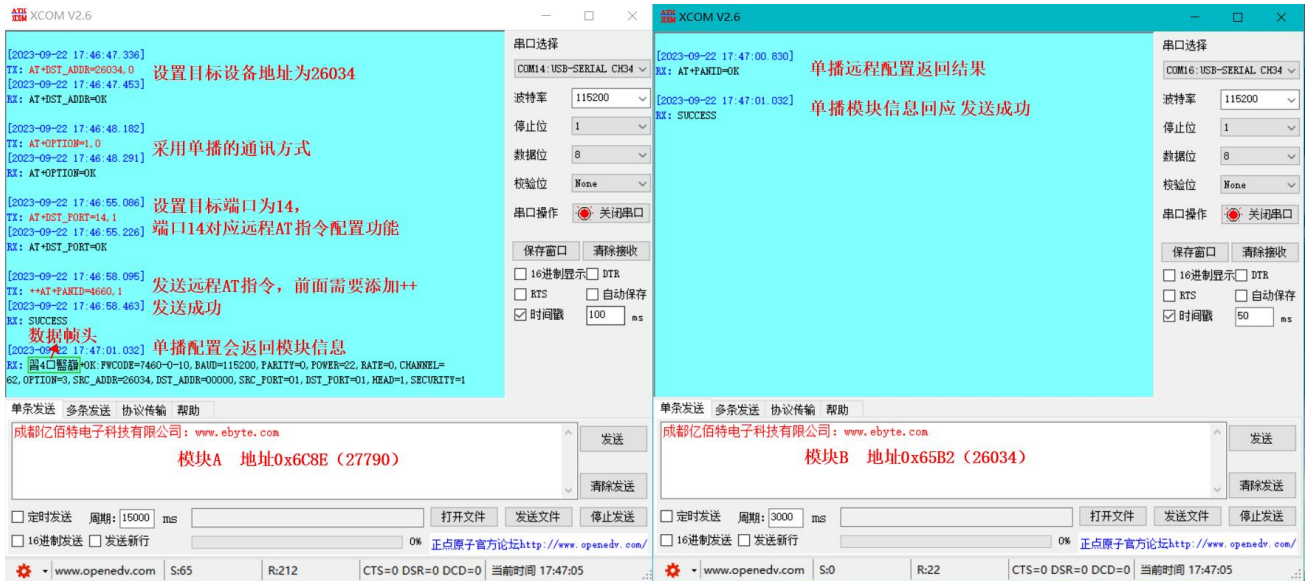 XCOM V2.6
[2023-09-22 17:46:47.336]
TX: AT+DST_ADDR=26034,0
设置目标设备地址为26034
[2023-09-22 17:46:47.453]
RX: AT+DST_ADDR=OK
[2023-09-22 17:46:48.182]
TX: AT+OPTION=1,0
采用单播的通讯方式
[2023-09-22 17:46:48.291]
RX: AT+OPTION=OK
[2023-09-22 17:46:55.086]
设置目标端口为14,
TX: AT+DST_PORT=14,1
[2023-09-22 17:46:55.226]
端口14对应远程AT指令配置功能
RX: AT+DST_PORT=OK
[2023-09-22 17:46:58.095]
TX: ++AT+PANID=4660,1
发送远程AT指令，前面需要添加++
[2023-09-22 17:46:58.463]
发送成功
RX: SUCCESS
数据帧头
[2023-09-22 17:47:01.032]
单播配置会返回模块信息
RX: +OK:FWCODE=7460-0-10,BAUD=115200,PARITY=0,POWER=22,RATE=0,CHANNEL=
62,OPTION=3,SRC_ADDR=26034,DST_ADDR=00000,SRC_PORT=01,DST_PORT=01,HEAD=1,SECURITY=1
串口选择
COM14:USB-SERIAL CH34
波特率 115200
停止位 1
数据位 8
校验位 None
串口操作 关闭串口
保存窗口 清除接收
16进制显示 DTR
RTS 自动保存
时间戳 100 ms
单条发送 多条发送 协议传输 帮助
成都亿佰特电子科技有限公司: www.ebyte.com
模块A 地址0x6C8E（27790）
发送
清除发送
定时发送 周期: 15000 ms 打开文件 发送文件 停止发送
16进制发送 发送新行 0% 正点原子官方论坛http://www.openedv.com/
www.openedv.com S:65 R:212 CTS=0 DSR=0 DCD=0 当前时间 17:47:05
XCOM V2.6
[2023-09-22 17:47:00.830]
RX: AT+PANID=OK
单播远程配置返回结果
[2023-09-22 17:47:01.032]
单播模块信息回应 发送成功
RX: SUCCESS
串口选择
COM16:USB-SERIAL CH34
波特率 115200
停止位 1
数据位 8
校验位 None
串口操作 关闭串口
保存窗口 清除接收
16进制显示 DTR
RTS 自动保存
时间戳 50 ms
单条发送 多条发送 协议传输 帮助
成都亿佰特电子科技有限公司: www.ebyte.com
模块B 地址0x65B2（26034）
发送
清除发送
定时发送 周期: 3000 ms 打开文件 发送文件 停止发送
16进制发送 发送新行 0% 正点原子官方论坛http://www.openedv.com/
www.openedv.com S:0 R:22 CTS=0 DSR=0 DCD=0 当前时间 17:47:05